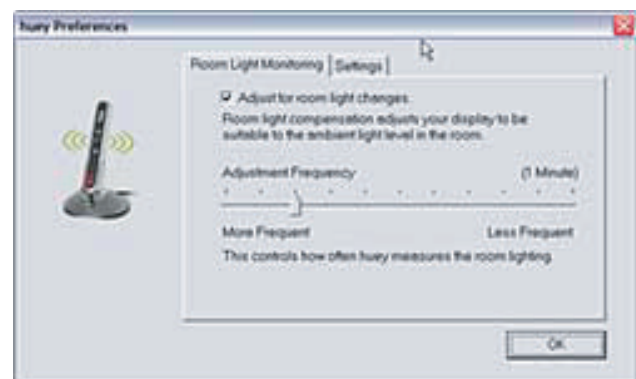 huey Preferences
Room Light Monitoring Settings
Adjust for room light changes
Room light compensation adjusts your display to be
suitable to the ambient light level in the room.
Adjustment Frequency (1 Minute)
More Frequent Less Frequent
This controls how often huey measures the room lighting.
OK